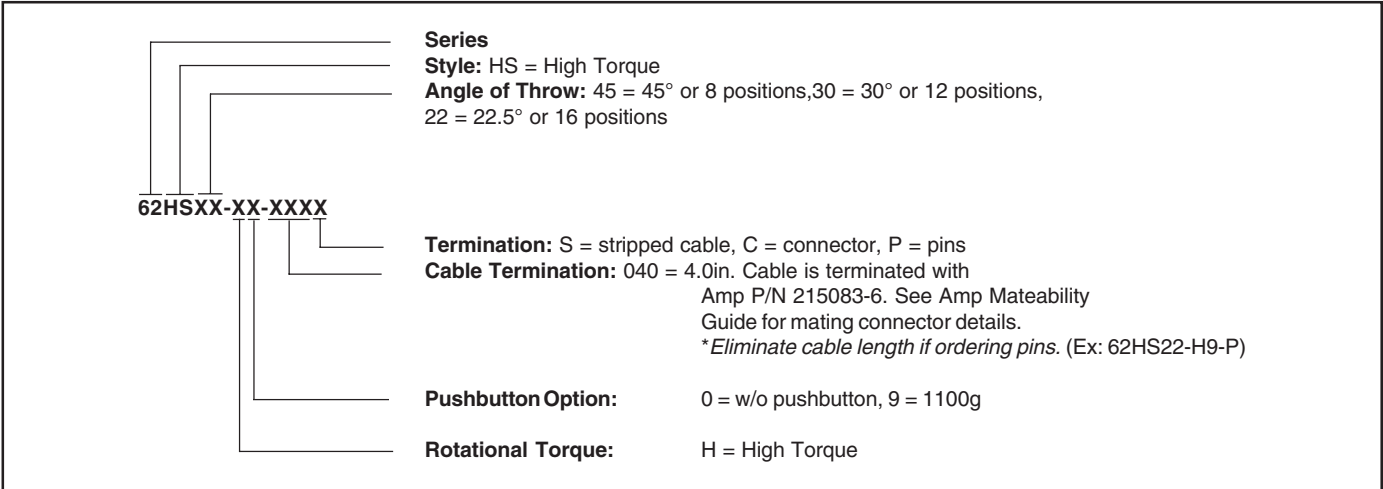 Series
Style: HS = High Torque
Angle of Throw: 45 = 45° or 8 positions,30 = 30° or 12 positions,
22 = 22.5° or 16 positions
62HSXX-XX-XXXX
Termination: S = stripped cable, C = connector, P = pins
Cable Termination: 040 = 4.0in. Cable is terminated with
Amp P/N 215083-6. See Amp Mateability
Guide for mating connector details.
*Eliminate cable length if ordering pins. (Ex: 62HS22-H9-P)
Pushbutton Option: 0 = w/o pushbutton, 9 = 1100g
Rotational Torque: H = High Torque